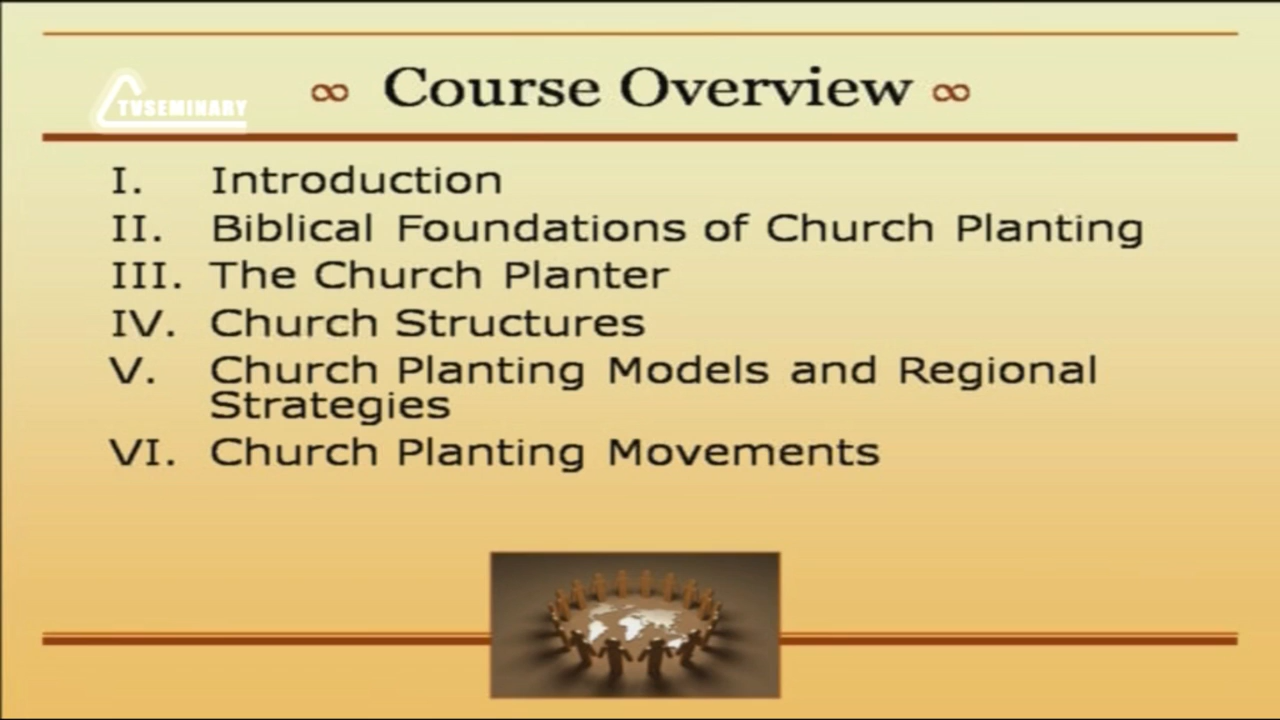 TVSEMINARY
∞ Course Overview ∞
I. Introduction
II. Biblical Foundations of Church Planting
III. The Church Planter
IV. Church Structures
V. Church Planting Models and Regional
Strategies
VI. Church Planting Movements